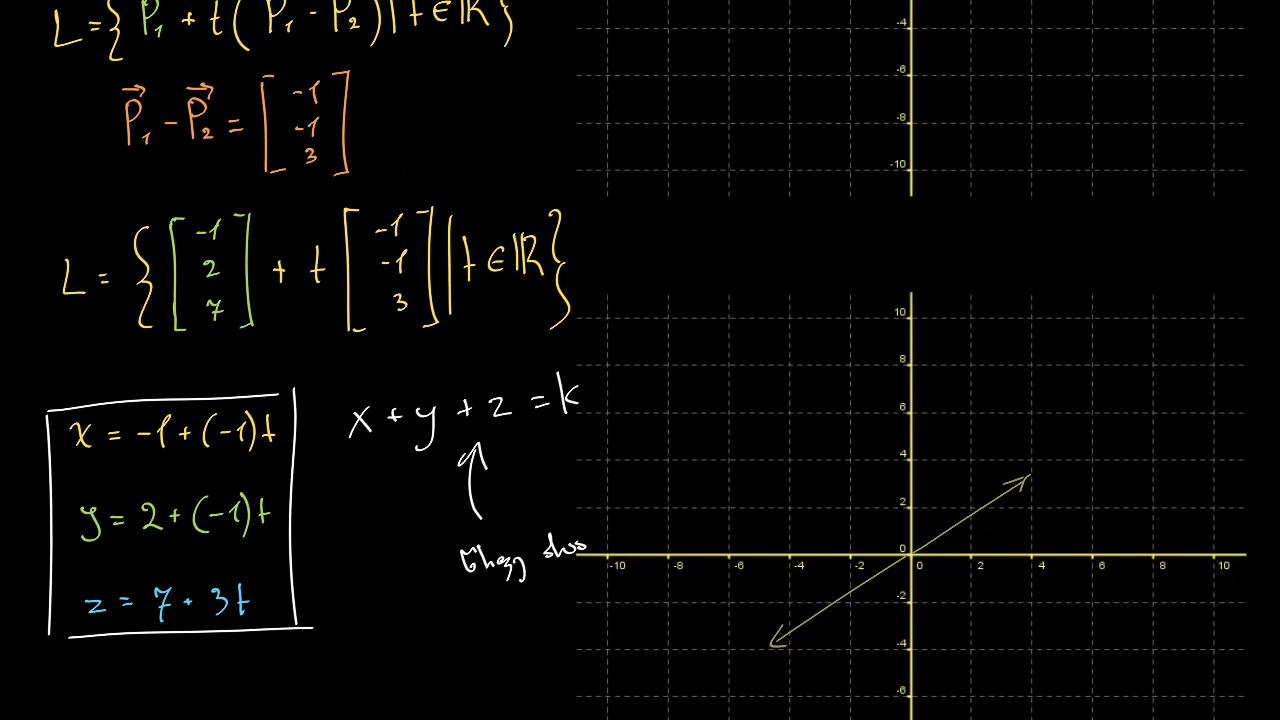 L={P₁ + t(P₁ - P₂)|t∈ℝ}
P⃗₁ - P⃗₂ = [-1 -1 3]
L = {[-1 2 7] + t[-1 -1 3]|t∈ℝ}
x = -1 + (-1)t
y = 2 + (-1)t
z = 7 + 3t
x + y + z = k
-4
-6
-8
-10
10
8
6
4
2
0
-10 -8 -6 -4 -2 0 2 4 6 8 10
-2
-4
-6